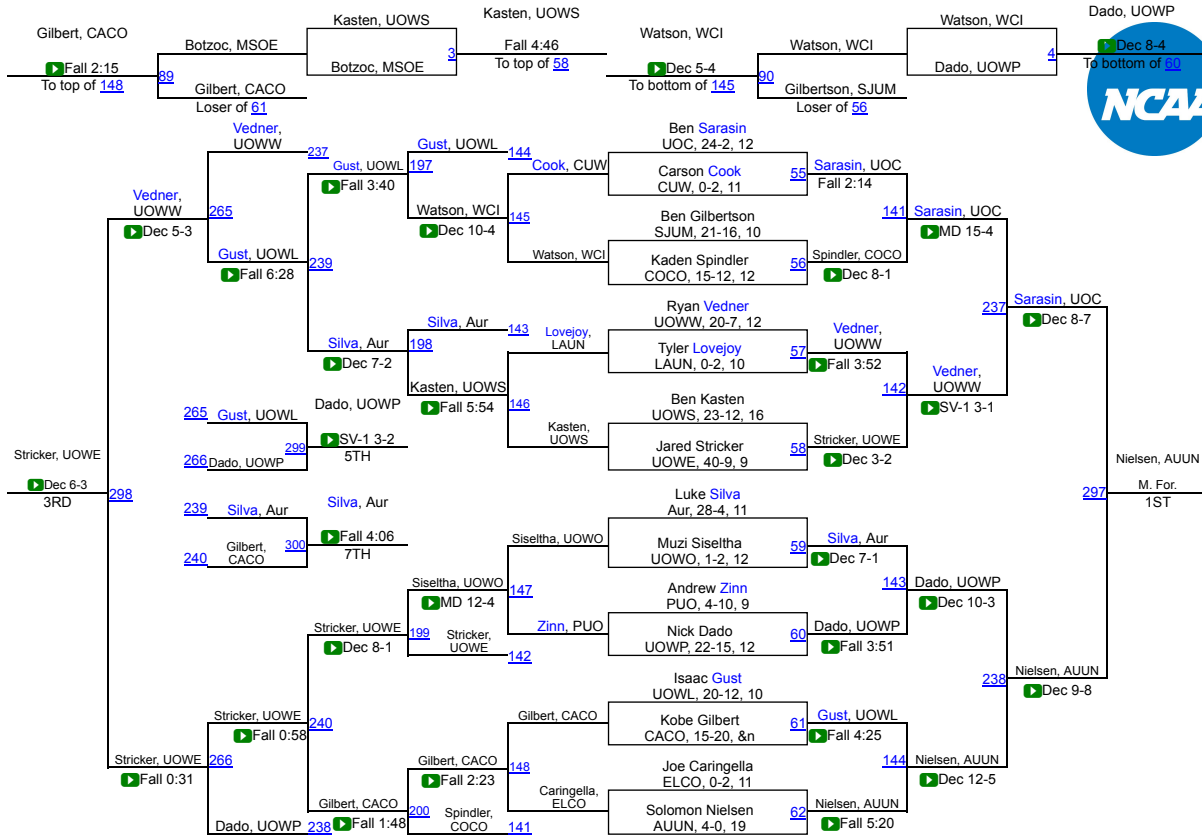 Gilbert, CACO
Fall 2:15
To top of 148
Botzoc, MSOE
89
Gilbert, CACO
Loser of 61
Kasten, UOWS
3
Botzoc, MSOE
Kasten, UOWS
Fall 4:46
To top of 58
Watson, WCI
Dec 5-4
To bottom of 145
Watson, WCI
90
Gilbertson, SJUM
Loser of 56
Watson, WCI
4
Dado, UOWP
Dado, UOWP
Dec 8-4
To bottom of 60
NCAA
Vedner,
UOWW
237
Gust, UOWL
144
Ben Sarasin
UOC, 24-2, 12
Gust, UOWL
197
Fall 3:40
Cook, CUW
Carson Cook
CUW, 0-2, 11
55
Sarasin, UOC
Fall 2:14
Vedner,
UOWW
265
Dec 5-3
Watson, WCI
145
Dec 10-4
Ben Gilbertson
SJUM, 21-16, 10
141
Sarasin, UOC
MD 15-4
Gust, UOWL
239
Fall 6:28
Watson, WCI
Kaden Spindler
COCO, 15-12, 12
56
Spindler, COCO
Dec 8-1
Ryan Vedner
UOWW, 20-7, 12
237
Sarasin, UOC
Dec 8-7
Silva, Aur
143
Silva, Aur
198
Dec 7-2
Lovejoy,
LAUN
Tyler Lovejoy
LAUN, 0-2, 10
57
Vedner,
UOWW
Fall 3:52
Kasten, UOWS
146
Fall 5:54
Ben Kasten
UOWS, 23-12, 16
142
Vedner,
UOWW
SV-1 3-1
Dado, UOWP
265
Gust, UOWL
299
SV-1 3-2
5TH
266
Dado, UOWP
Kasten,
UOWS
Jared Stricker
UOWE, 40-9, 9
58
Stricker, UOWE
Dec 3-2
Stricker, UOWE
Dec 6-3
3RD
298
Nielsen, AUUN
297
M. For.
1ST
239
Silva, Aur
Silva, Aur
300
Fall 4:06
7TH
240
Gilbert,
CACO
Luke Silva
Aur, 28-4, 11
Siseltha, UOWO
Muzi Siseltha
UOWO, 1-2, 12
59
Silva, Aur
Dec 7-1
Siseltha, UOWO
147
MD 12-4
Andrew Zinn
PUO, 4-10, 9
143
Dado, UOWP
Dec 10-3
Stricker, UOWE
199
Dec 8-1
Stricker,
UOWE
142
Zinn, PUO
Nick Dado
UOWP, 22-15, 12
60
Dado, UOWP
Fall 3:51
Isaac Gust
UOWL, 20-12, 10
238
Nielsen, AUUN
Dec 9-8
Stricker, UOWE
240
Fall 0:58
Gilbert, CACO
Kobe Gilbert
CACO, 15-20, &n
61
Gust, UOWL
Fall 4:25
Stricker, UOWE
266
Fall 0:31
Gilbert, CACO
148
Fall 2:23
Joe Caringella
ELCO, 0-2, 11
144
Nielsen, AUUN
Dec 12-5
Gilbert, CACO
200
Fall 1:48
Caringella,
ELCO
Solomon Nielsen
AUUN, 4-0, 19
62
Nielsen, AUUN
Fall 5:20
Dado, UOWP
238
Spindler,
COCO
141